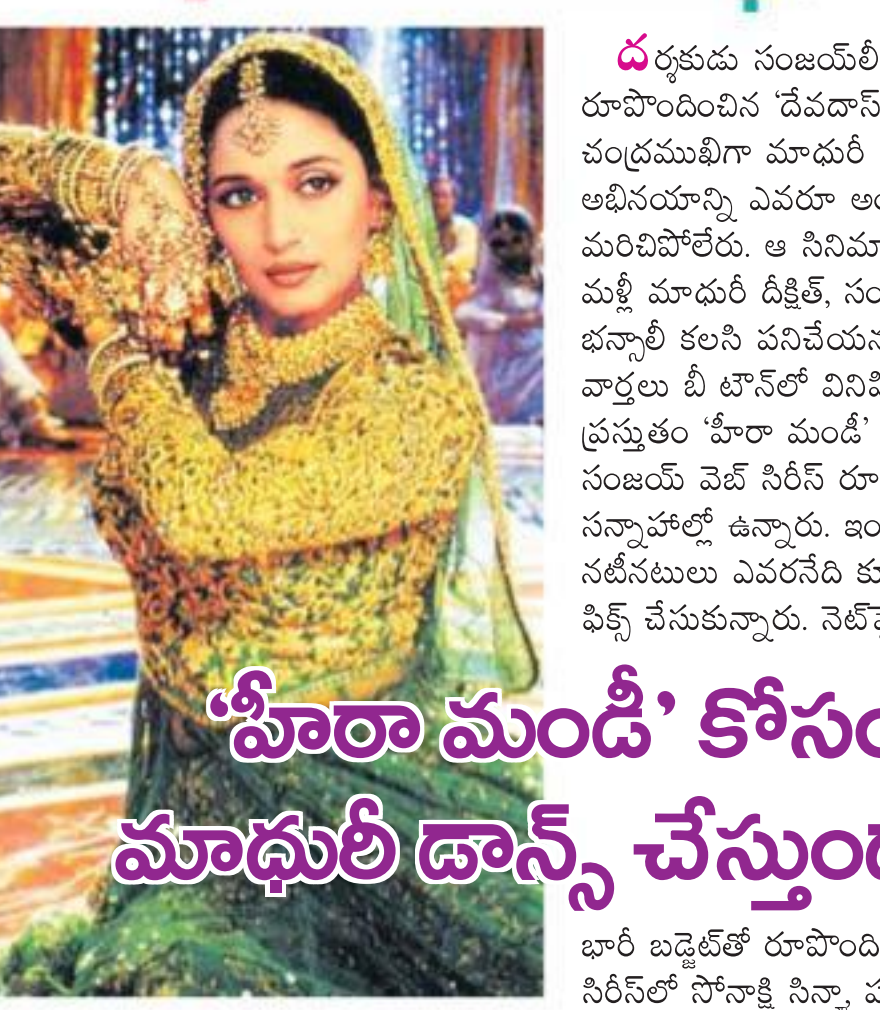 దర్శకుడు సంజయ్‌లీ
రూపొందించిన ‘దేవదాస్
చంద్రముఖిగా మాధురీ
అభినయాన్ని ఎవరూ అం
మరిచిపోలేరు. ఆ సినిమా
మళ్లీ మాధురీ దీక్షిత్, సం
భన్సాలీ కలసి పనిచేయన
వార్తలు బీ టౌన్‌లో వినిపి
ప్రస్తుతం ‘హీరా మండీ’
సంజయ్ వెబ్ సిరీస్ రూ
సన్నాహాల్లో ఉన్నారు. ఇం
నటీనటులు ఎవరనేది కూ
ఫిక్స్ చేసుకున్నారు. నెట్‌ఫ్లై
‘హీరా మండీ’ కోసం
మాధురీ డాన్స్ చేస్తుందా
భారీ బడ్జెట్‌తో రూపొంది
సిరీస్‌లో సోనాక్షి సిన్హా,